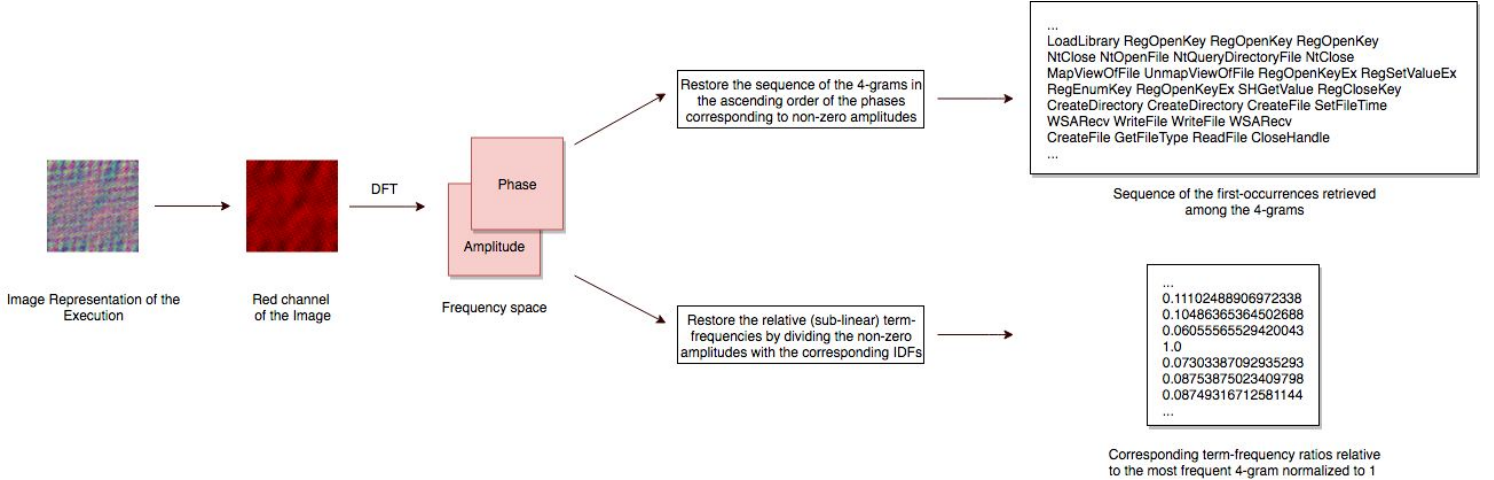 Image Representation of the
Execution
Red channel
of the Image
DFT
Phase
Amplitude
Frequency space
Restore the sequence of the 4-grams in
the ascending order of the phases
corresponding to non-zero amplitudes
...
LoadLibrary RegOpenKey RegOpenKey RegOpenKey
NtClose NtOpenFile NtQueryDirectoryFile NtClose
MapViewOfFile UnmapViewOfFile RegOpenKeyEx RegSetValueEx
RegEnumKey RegOpenKeyEx SHGetValue RegCloseKey
CreateDirectory CreateDirectory CreateFile SetFileTime
WSARecv WriteFile WriteFile WSARecv
CreateFile GetFileType ReadFile CloseHandle
...
Sequence of the first-occurrences retrieved
among the 4-grams
Restore the relative (sub-linear) term-
frequencies by dividing the non-zero
amplitudes with the corresponding IDFs
...
0.11102488906972338
0.10486365364502688
0.06055565529420043
1.0
0.07303387092935293
0.08753875023409798
0.08749316712581144
...
Corresponding term-frequency ratios relative
to the most frequent 4-gram normalized to 1